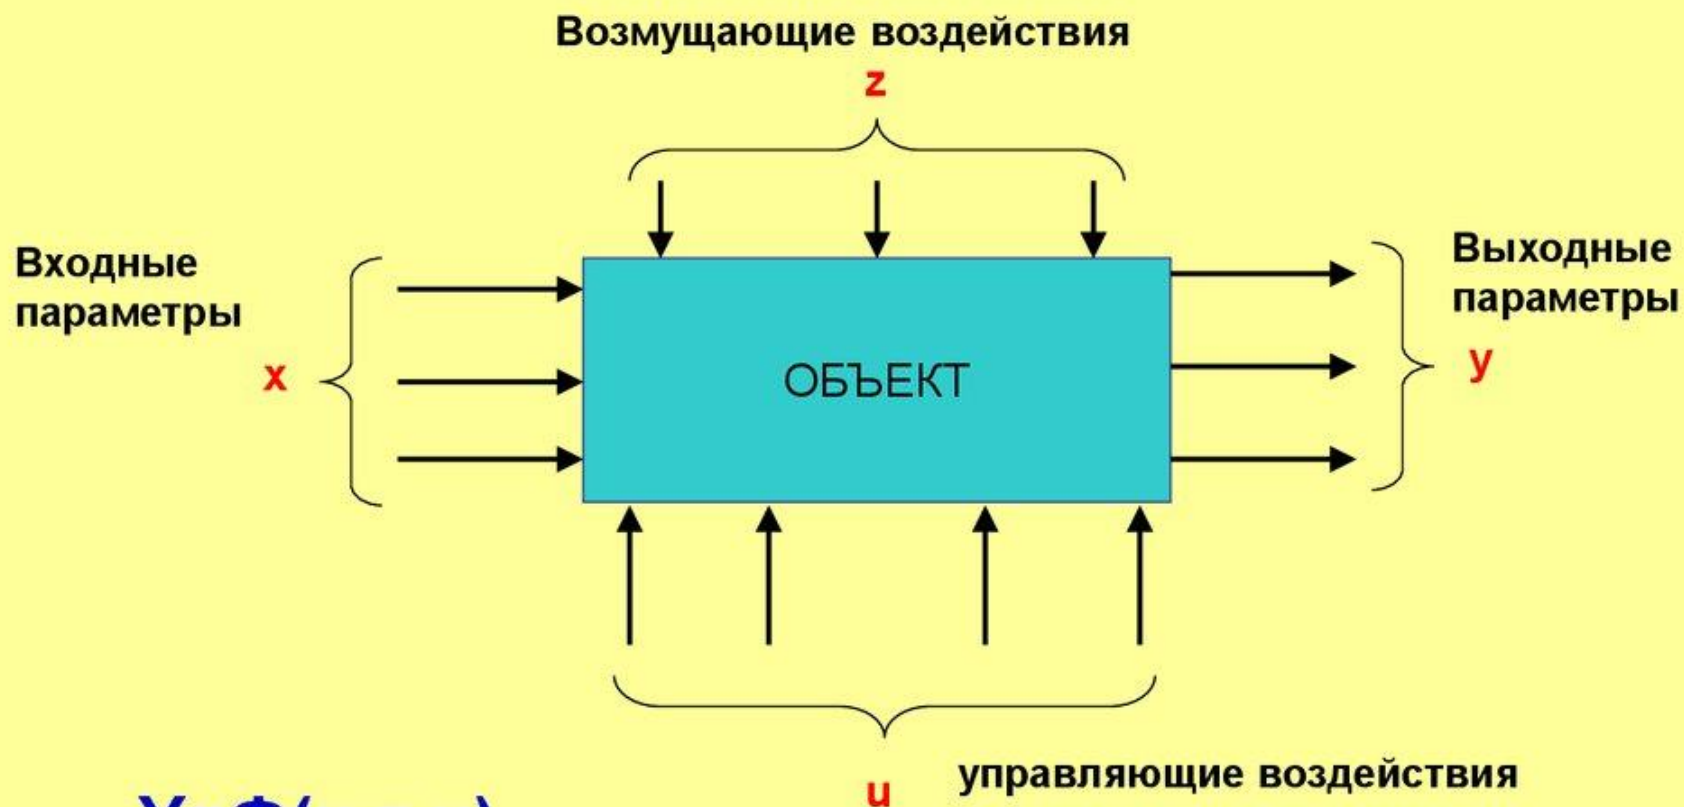 Возмущающие воздействия
z
Входные
параметры
x
ОБЪЕКТ
Выходные
параметры
y
u
управляющие воздействия